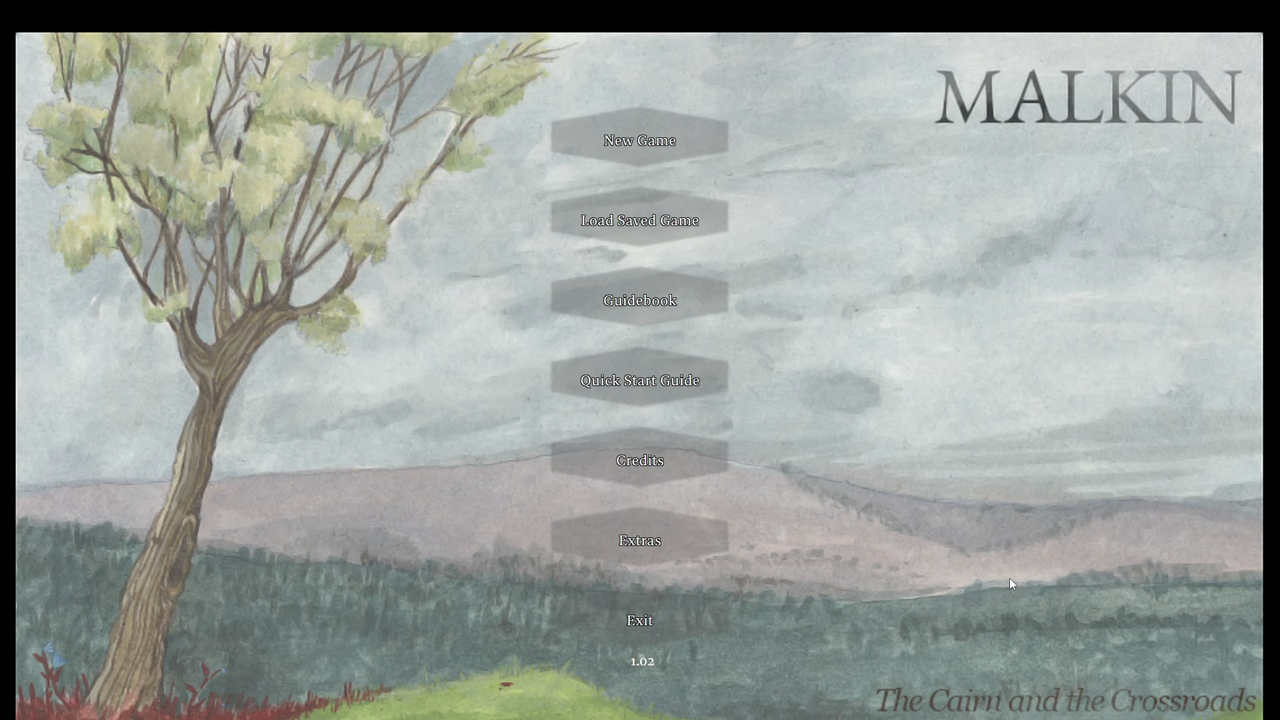 MALKIN
New Game
Load Saved Game
Guidebook
Quick Start Guide
Credits
Extras
Exit
1.02
The Cairn and the Crossroads